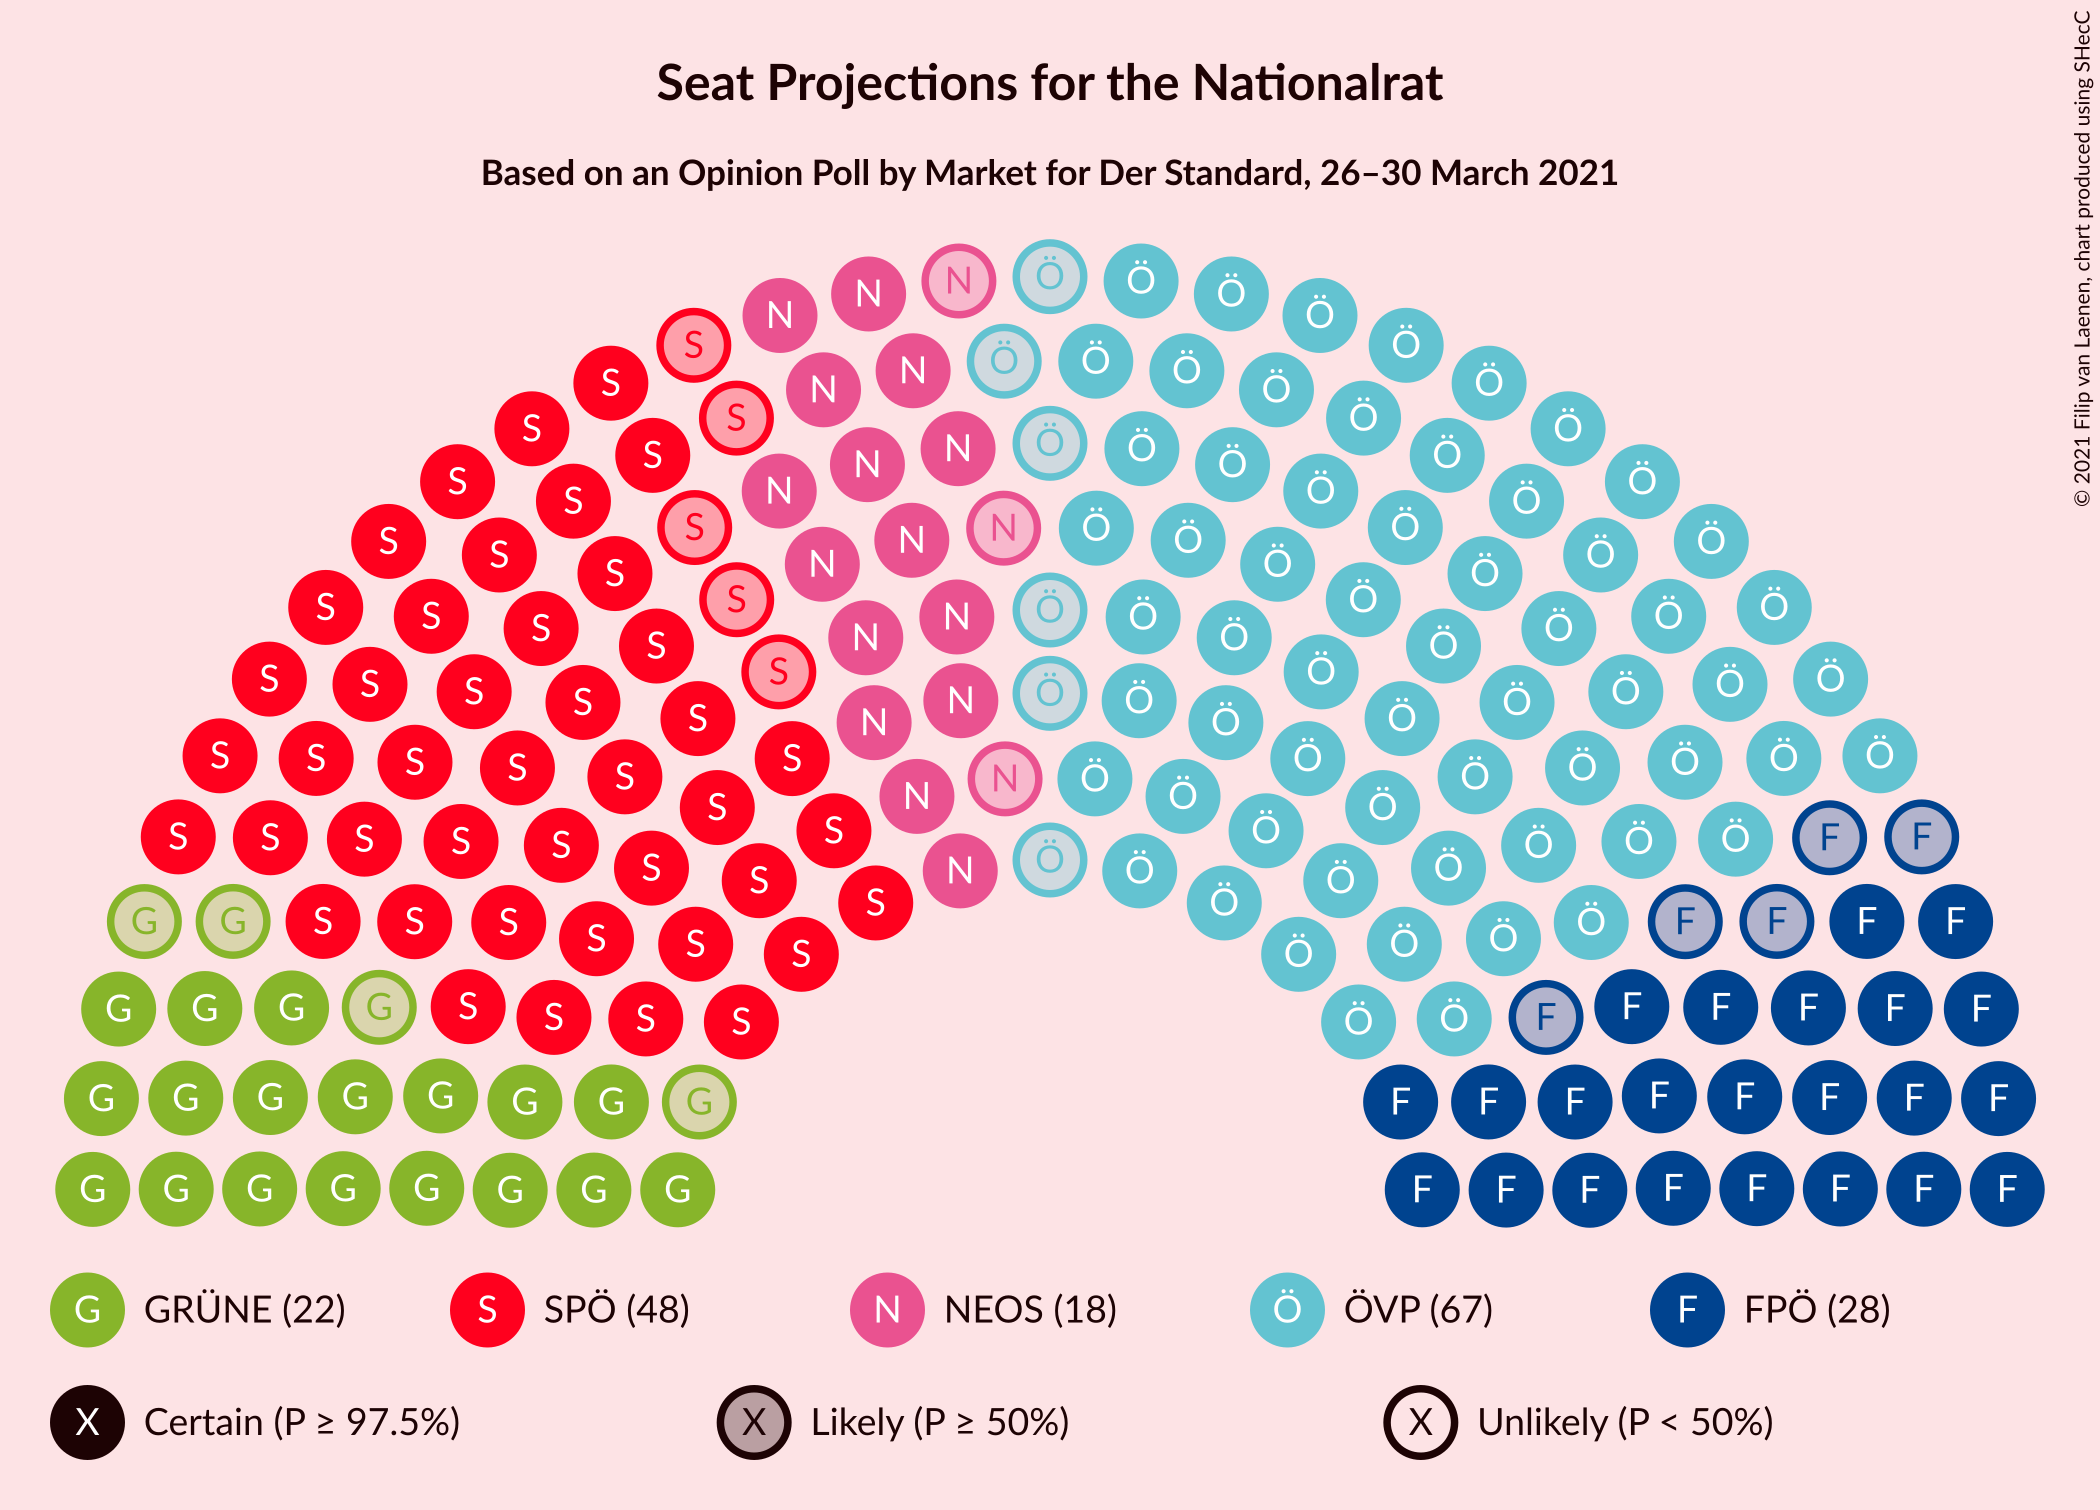 Seat Projections for the Nationalrat
Based on an Opinion Poll by Market for Der Standard, 26–30 March 2021
© 2021 Filip van Laenen, chart produced using SHecC
N N N Ö Ö Ö Ö
S S N N Ö Ö Ö Ö Ö Ö Ö
S S S N N N Ö Ö Ö Ö Ö Ö Ö
S S S S N N N Ö Ö Ö Ö Ö Ö Ö
S S S S N N N Ö Ö Ö Ö Ö Ö Ö
S S S S S N N Ö Ö Ö Ö Ö Ö Ö
S S S S S S N N Ö Ö Ö Ö Ö Ö Ö
S S S S S S S N N Ö Ö Ö Ö Ö Ö Ö Ö
S S S S S S S S N Ö Ö Ö Ö Ö Ö Ö Ö F F
G G S S S S S S S Ö Ö Ö Ö Ö F F F F
G G G G S S S S Ö Ö F F F F F F
G G G G G G G G F F F F F F F F
G G G G G G G G F F F F F F F F
G GRÜNE (22) S SPÖ (48) N NEOS (18) Ö ÖVP (67) F FPÖ (28)
X Certain (P ≥ 97.5%) X Likely (P ≥ 50%) X Unlikely (P < 50%)